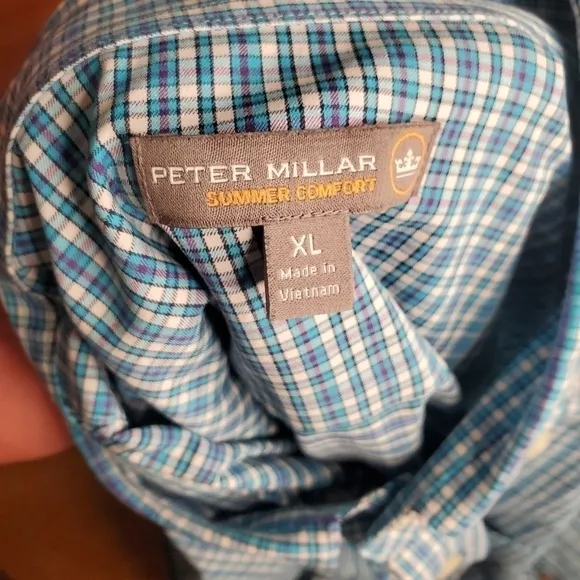 PETER MILLAR
SUMMER COMFORT
XL
Made in
Vietnam